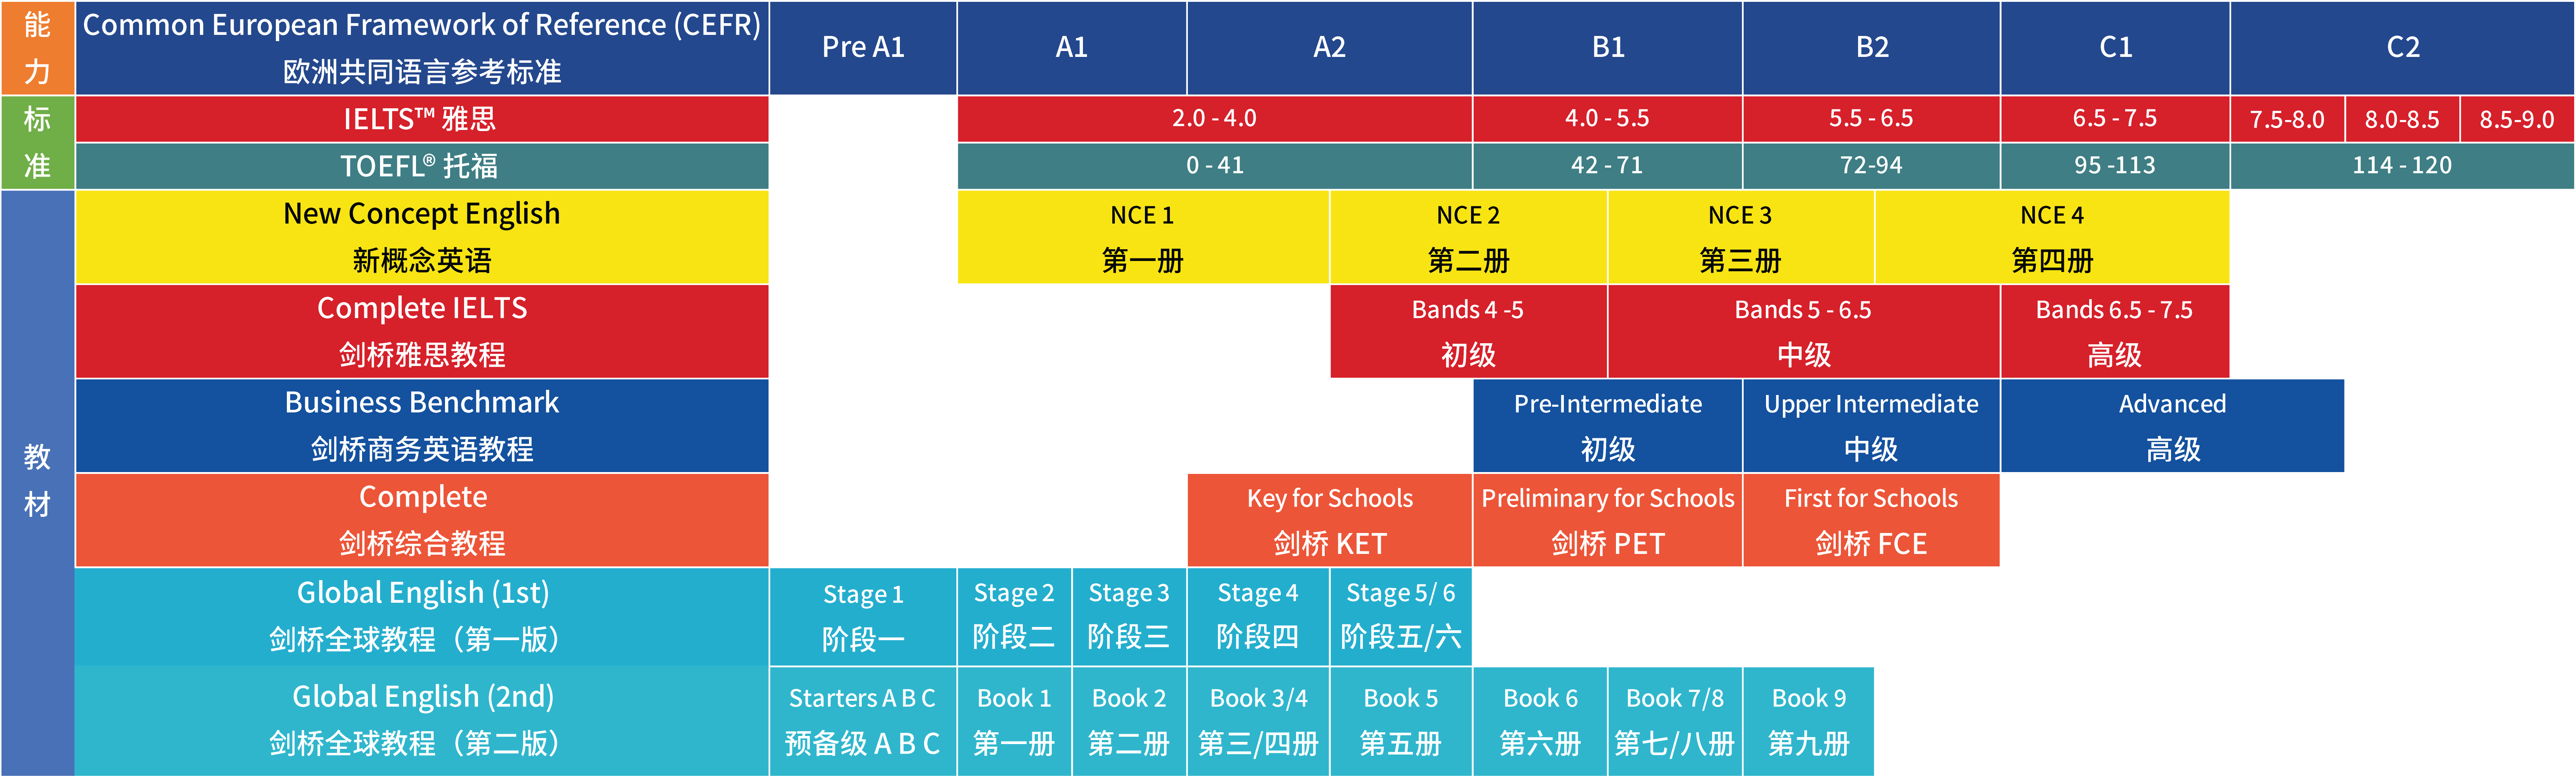 能
力
Common European Framework of Reference (CEFR)
欧洲共同语言参考标准
Pre A1
A1
A2
B1
B2
C1
C2
标
准
IELTS™ 雅思
2.0 - 4.0
4.0 - 5.5
5.5 - 6.5
6.5 - 7.5
7.5-8.0
8.0-8.5
8.5-9.0
TOEFL® 托福
0 - 41
42 - 71
72-94
95 -113
114 - 120
教
材
New Concept English
新概念英语
NCE 1
第一册
NCE 2
第二册
NCE 3
第三册
NCE 4
第四册
Complete IELTS
剑桥雅思教程
Bands 4 -5
初级
Bands 5 - 6.5
中级
Bands 6.5 - 7.5
高级
Business Benchmark
剑桥商务英语教程
Pre-Intermediate
初级
Upper Intermediate
中级
Advanced
高级
Complete
剑桥综合教程
Key for Schools
剑桥 KET
Preliminary for Schools
剑桥 PET
First for Schools
剑桥 FCE
Global English (1st)
剑桥全球教程（第一版）
Stage 1
阶段一
Stage 2
阶段二
Stage 3
阶段三
Stage 4
阶段四
Stage 5/ 6
阶段五/六
Global English (2nd)
剑桥全球教程（第二版）
Starters A B C
预备级 A B C
Book 1
第一册
Book 2
第二册
Book 3/4
第三/四册
Book 5
第五册
Book 6
第六册
Book 7/8
第七/八册
Book 9
第九册